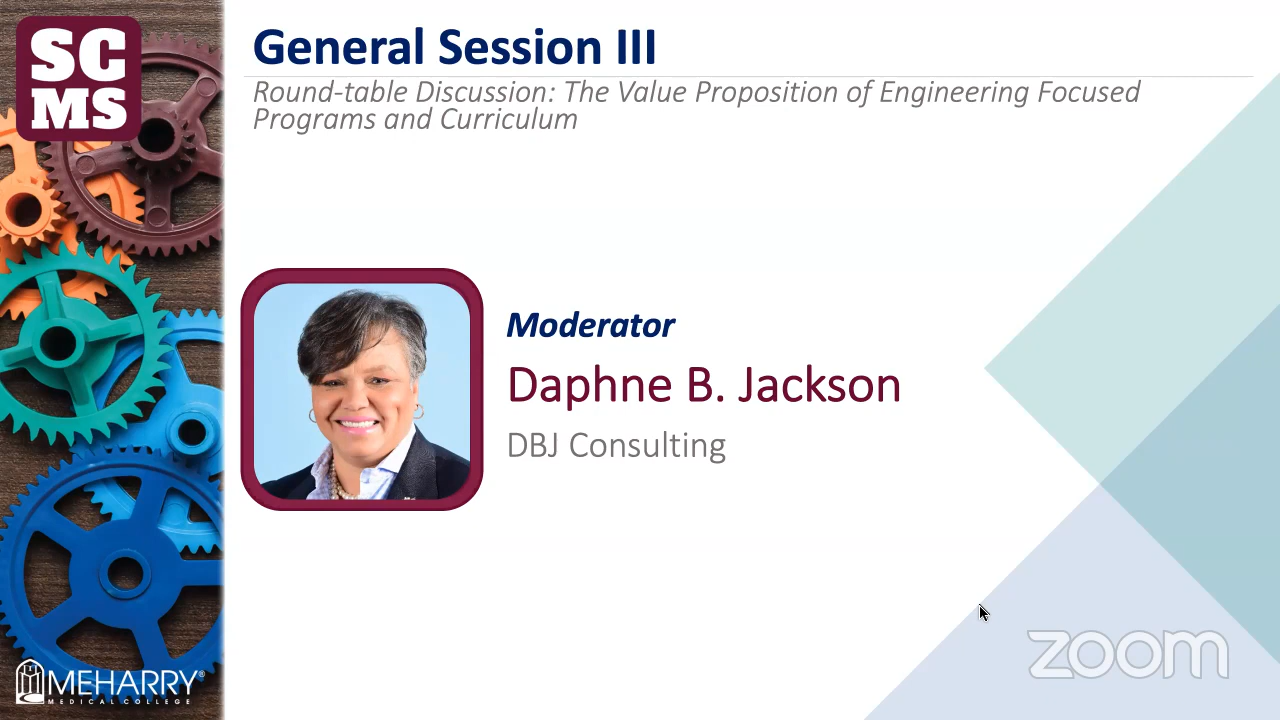 SC
MS
General Session III
Round-table Discussion: The Value Proposition of Engineering Focused
Programs and Curriculum
Moderator
Daphne B. Jackson
DBJ Consulting
MEHARRY®
MEDICAL COLLEGE
zoom